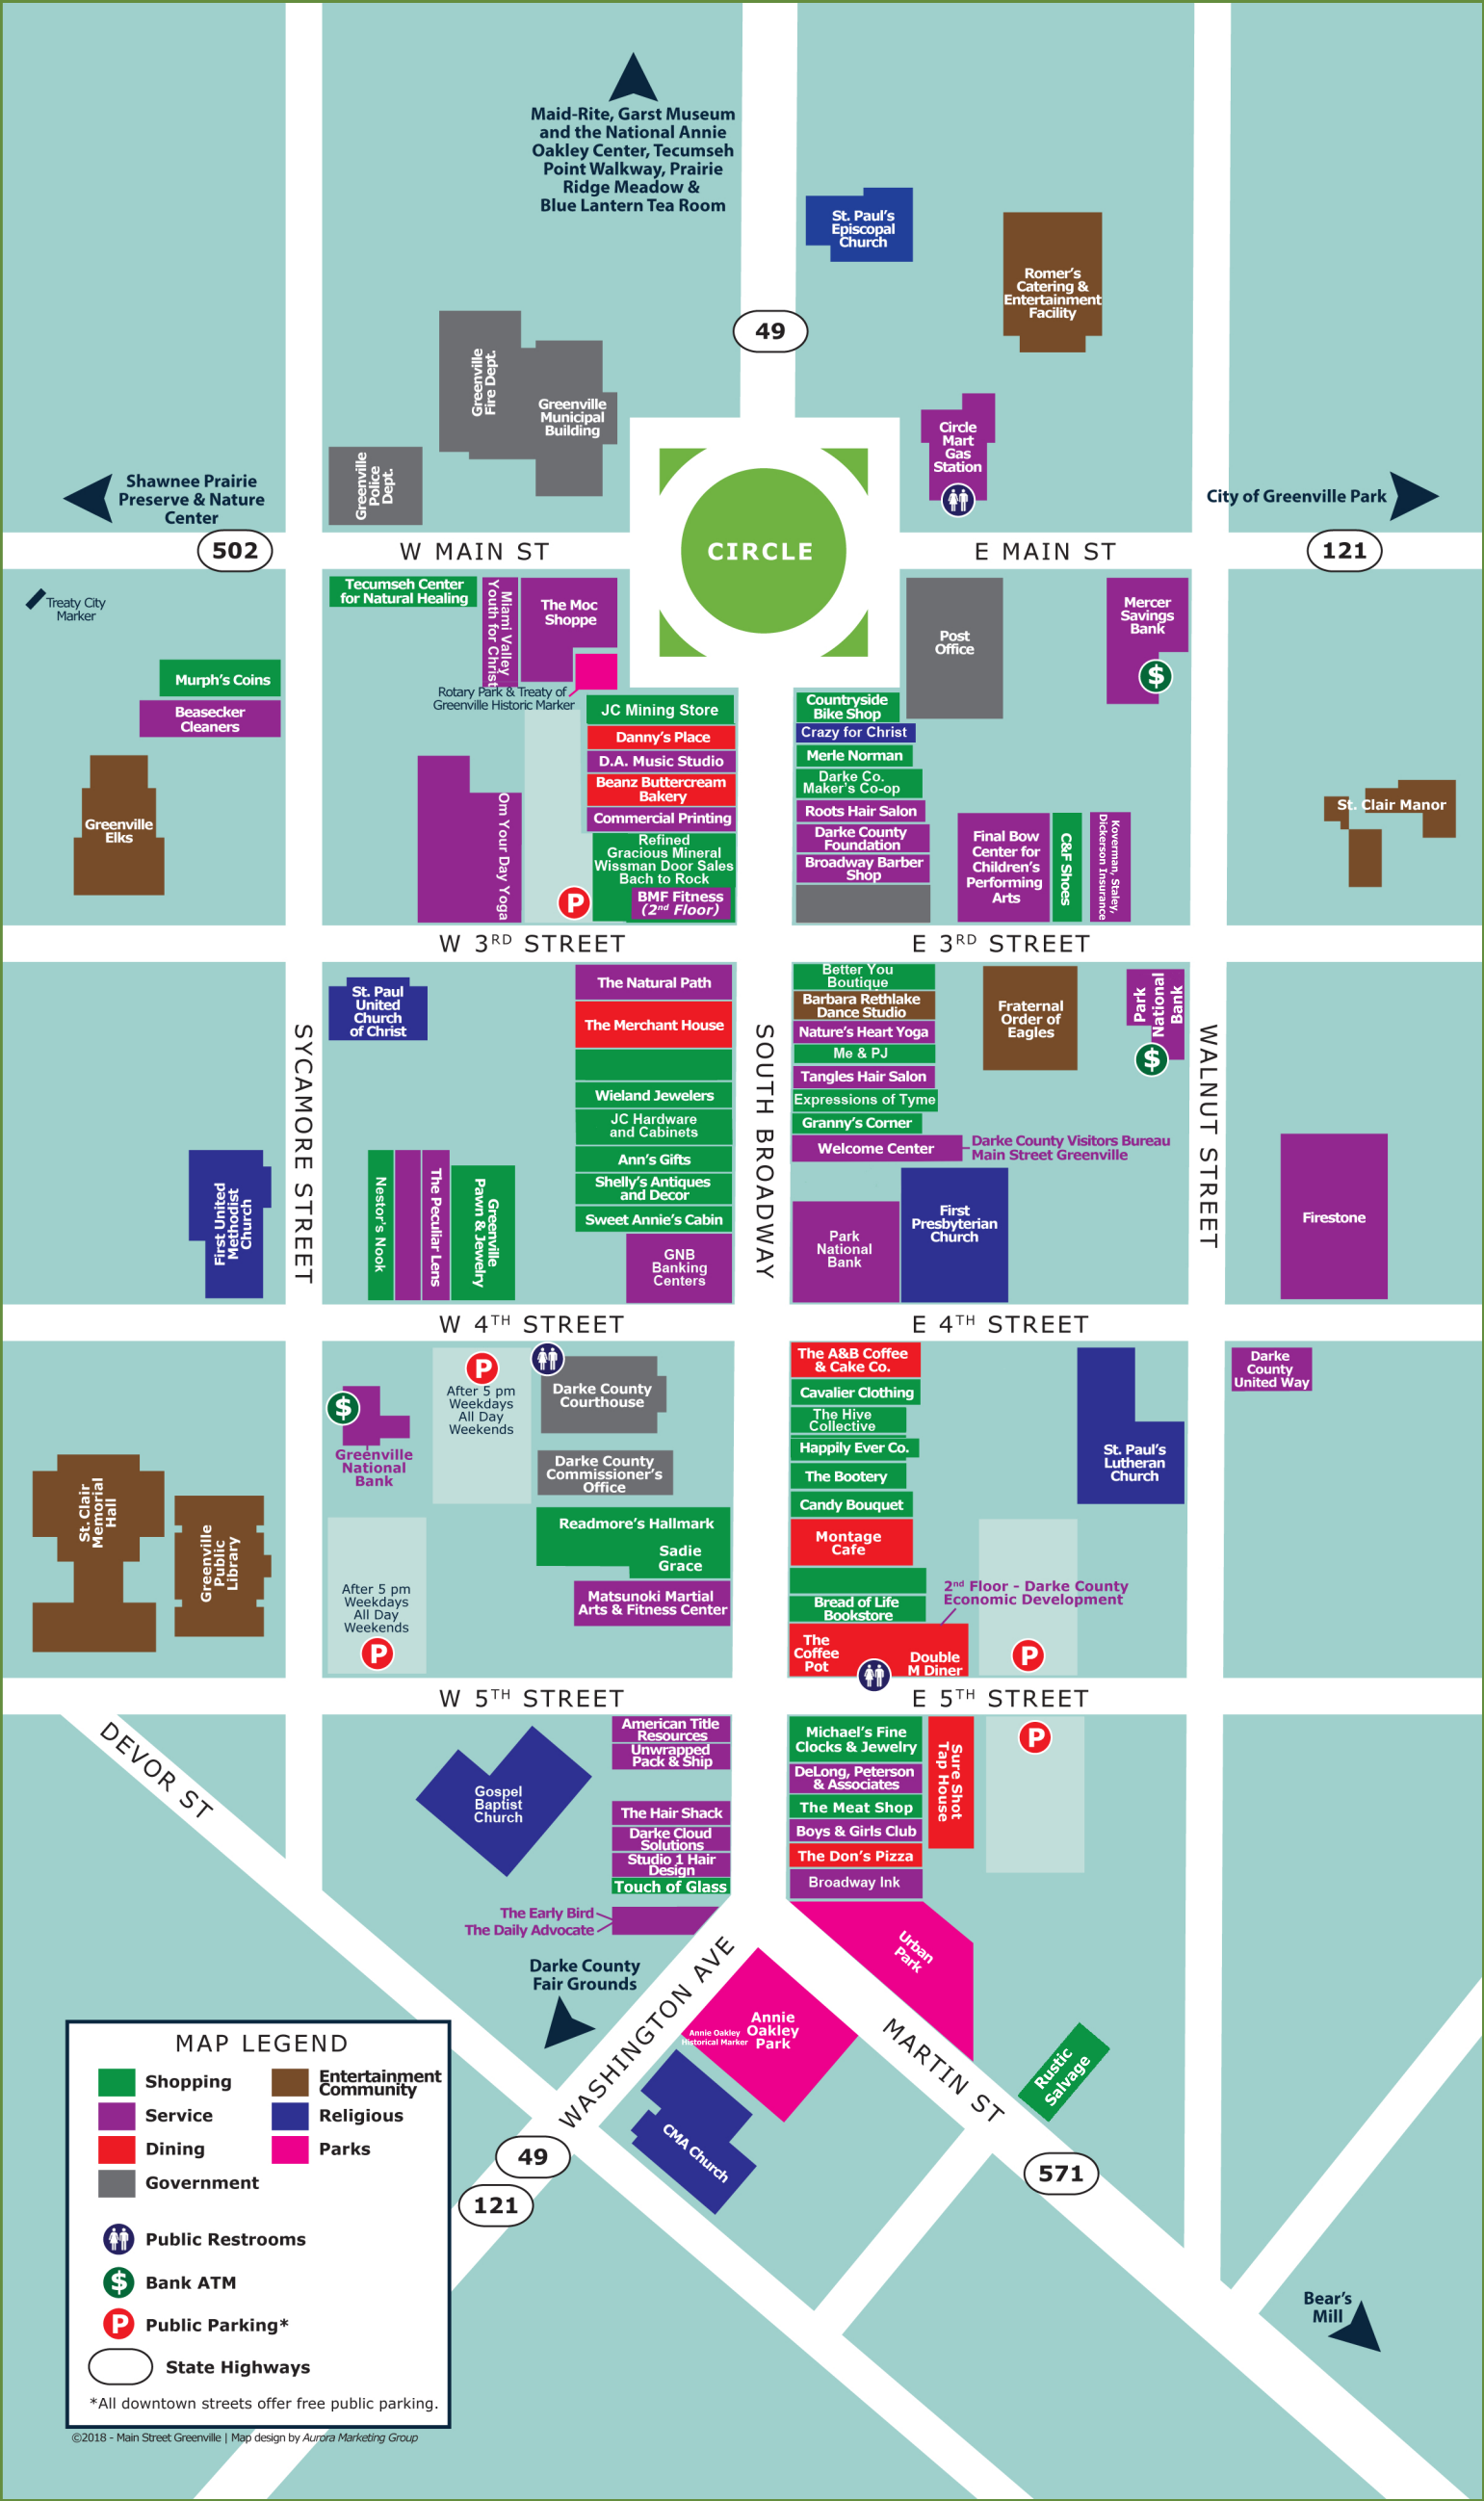 Maid-Rite, Garst Museum
and the National Annie
Oakley Center, Tecumseh
Point Walkway, Prairie
Ridge Meadow &
Blue Lantern Tea Room
St. Paul's
Episcopal
Church
Romer's
Catering &
Entertainment
Facility
49
Greenville
Fire Dept.
Greenville
Municipal
Building
Greenville
Police
Dept.
Circle
Mart
Gas
Station
Shawnee Prairie
Preserve & Nature
Center
City of Greenville Park
502
W MAIN ST
CIRCLE
E MAIN ST
121
Treaty City
Marker
Tecumseh Center
for Natural Healing
Miami Valley
Youth for Christ
The Moc
Shoppe
Post
Office
Mercer
Savings
Bank
$
Murph's Coins
Beasecker
Cleaners
Greenville
Elks
Rotary Park & Treaty of
Greenville Historic Marker
JC Mining Store
Danny's Place
D.A. Music Studio
Beanz Buttercream
Bakery
Commercial Printing
Refined
Gracious Mineral
Wissman Door Sales
Bach to Rock
BMF Fitness
(2nd Floor)
Om Your Day Yoga
P
Countryside
Bike Shop
Crazy for Christ
Merle Norman
Darke Co.
Maker's Co-op
Roots Hair Salon
Darke County
Foundation
Broadway Barber
Shop
Final Bow
Center for
Children's
Performing
Arts
C&F Shoes
Koverman, Staley,
Dickerson Insurance
St. Clair Manor
W 3RD STREET
E 3RD STREET
St. Paul
United
Church
of Christ
The Natural Path
The Merchant House
Wieland Jewelers
JC Hardware
and Cabinets
Ann's Gifts
Shelly's Antiques
and Decor
Sweet Annie's Cabin
GNB
Banking
Centers
Better You
Boutique
Barbara Rethlake
Dance Studio
Nature's Heart Yoga
Me & PJ
Tangles Hair Salon
Expressions of Tyme
Granny's Corner
Welcome Center
Darke County Visitors Bureau
Main Street Greenville
Fraternal
Order of
Eagles
Park
National
Bank
$
SYCAMORE STREET
SOUTH BROADWAY
WALNUT STREET
First United
Methodist
Church
Nestor's Nook
The Peculiar Lens
Greenville
Pawn & Jewelry
Park
National
Bank
First
Presbyterian
Church
Firestone
W 4TH STREET
E 4TH STREET
P
After 5 pm
Weekdays
All Day
Weekends
$
Greenville
National
Bank
Darke County
Courthouse
Darke County
Commissioner's
Office
Readmore's Hallmark
Sadie
Grace
Matsunoki Martial
Arts & Fitness Center
After 5 pm
Weekdays
All Day
Weekends
P
St. Clair
Memorial
Hall
Greenville
Public
Library
The A&B Coffee
& Cake Co.
Cavalier Clothing
The Hive
Collective
Happily Ever Co.
The Bootery
Candy Bouquet
Montage
Cafe
Bread of Life
Bookstore
The
Coffee
Pot
Double
M Diner
2nd Floor - Darke County
Economic Development
P
St. Paul's
Lutheran
Church
Darke
County
United Way
W 5TH STREET
E 5TH STREET
DEVOR ST
Gospel
Baptist
Church
American Title
Resources
Unwrapped
Pack & Ship
The Hair Shack
Darke Cloud
Solutions
Studio 1 Hair
Design
Touch of Glass
The Early Bird
The Daily Advocate
Michael's Fine
Clocks & Jewelry
DeLong, Peterson
& Associates
The Meat Shop
Boys & Girls Club
The Don's Pizza
Broadway Ink
Sure Shot
Tap House
P
Urban
Park
Darke County
Fair Grounds
WASHINGTON AVE
Annie
Oakley
Park
Annie Oakley
Historical Marker
MARTIN ST
Rustic
Salvage
CMA Church
49
121
571
Bear's
Mill
MAP LEGEND
Shopping
Service
Dining
Government
Entertainment
Community
Religious
Parks
Public Restrooms
$
Bank ATM
P
Public Parking*
State Highways
*All downtown streets offer free public parking.
©2018 - Main Street Greenville | Map design by Aurora Marketing Group